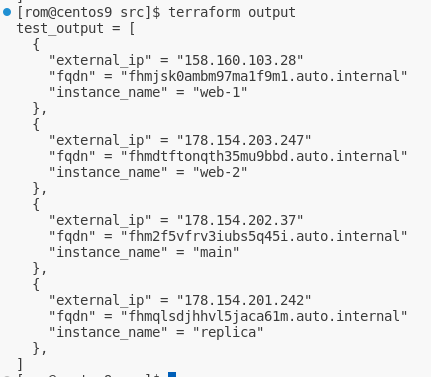 [rom@centos9 src]$ terraform output
test_output = [
  {
    "external_ip" = "158.160.103.28"
    "fqdn" = "fhmjsk0ambm97ma1f9m1.auto.internal"
    "instance_name" = "web-1"
  },
  {
    "external_ip" = "178.154.203.247"
    "fqdn" = "fhmdtftonqth35mu9bbd.auto.internal"
    "instance_name" = "web-2"
  },
  {
    "external_ip" = "178.154.202.37"
    "fqdn" = "fhm2f5vfrv3iubs5q45i.auto.internal"
    "instance_name" = "main"
  },
  {
    "external_ip" = "178.154.201.242"
    "fqdn" = "fhmqlsdjhhvl5jaca61m.auto.internal"
    "instance_name" = "replica"
  },
]